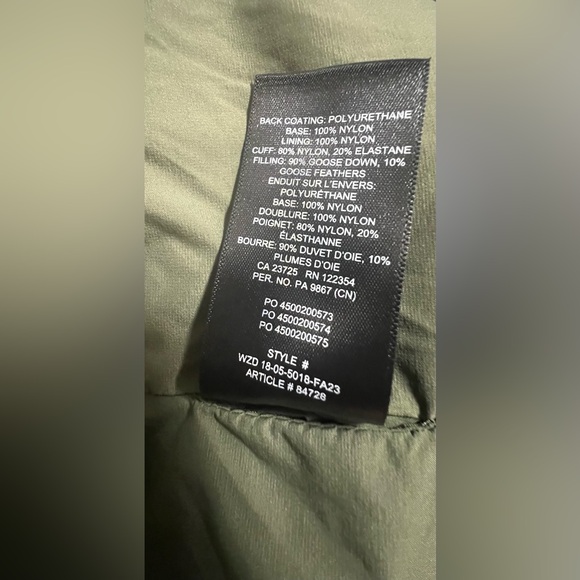 BACK COATING: POLYURETHANE
BASE: 100% NYLON
LINING: 100% NYLON
CUFF: 80% NYLON, 20% ELASTANE
FILLING: 90% GOOSE DOWN, 10%
GOOSE FEATHERS
ENDUIT SUR L'ENVERS:
POLYURÉTHANE
BASE: 100% NYLON
DOUBLURE: 100% NYLON
POIGNET: 80% NYLON, 20%
ÉLASTHANNE
BOURRE: 90% DUVET D'OIE, 10%
PLUMES D'OIE
CA 23725 RN 122354
PER. NO. PA 9867 (CN)
PO 4500200573
PO 4500200574
PO 4500200575
STYLE #
WZD 18-05-5018-FA23
ARTICLE # 84728